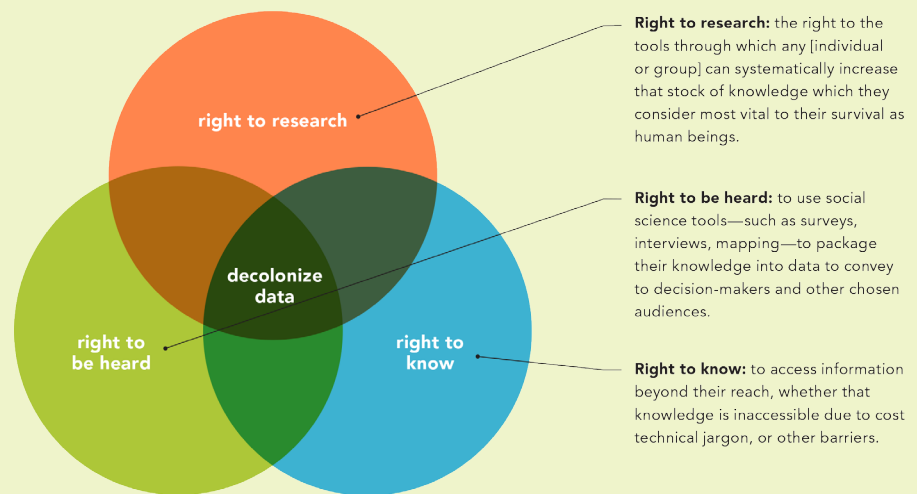 right to research
decolonize
data
right to
be heard
right to
know
Right to research: the right to the
tools through which any [individual
or group] can systematically increase
that stock of knowledge which they
consider most vital to their survival as
human beings.
Right to be heard: to use social
science tools—such as surveys,
interviews, mapping—to package
their knowledge into data to convey
to decision-makers and other chosen
audiences.
Right to know: to access information
beyond their reach, whether that
knowledge is inaccessible due to cost
technical jargon, or other barriers.